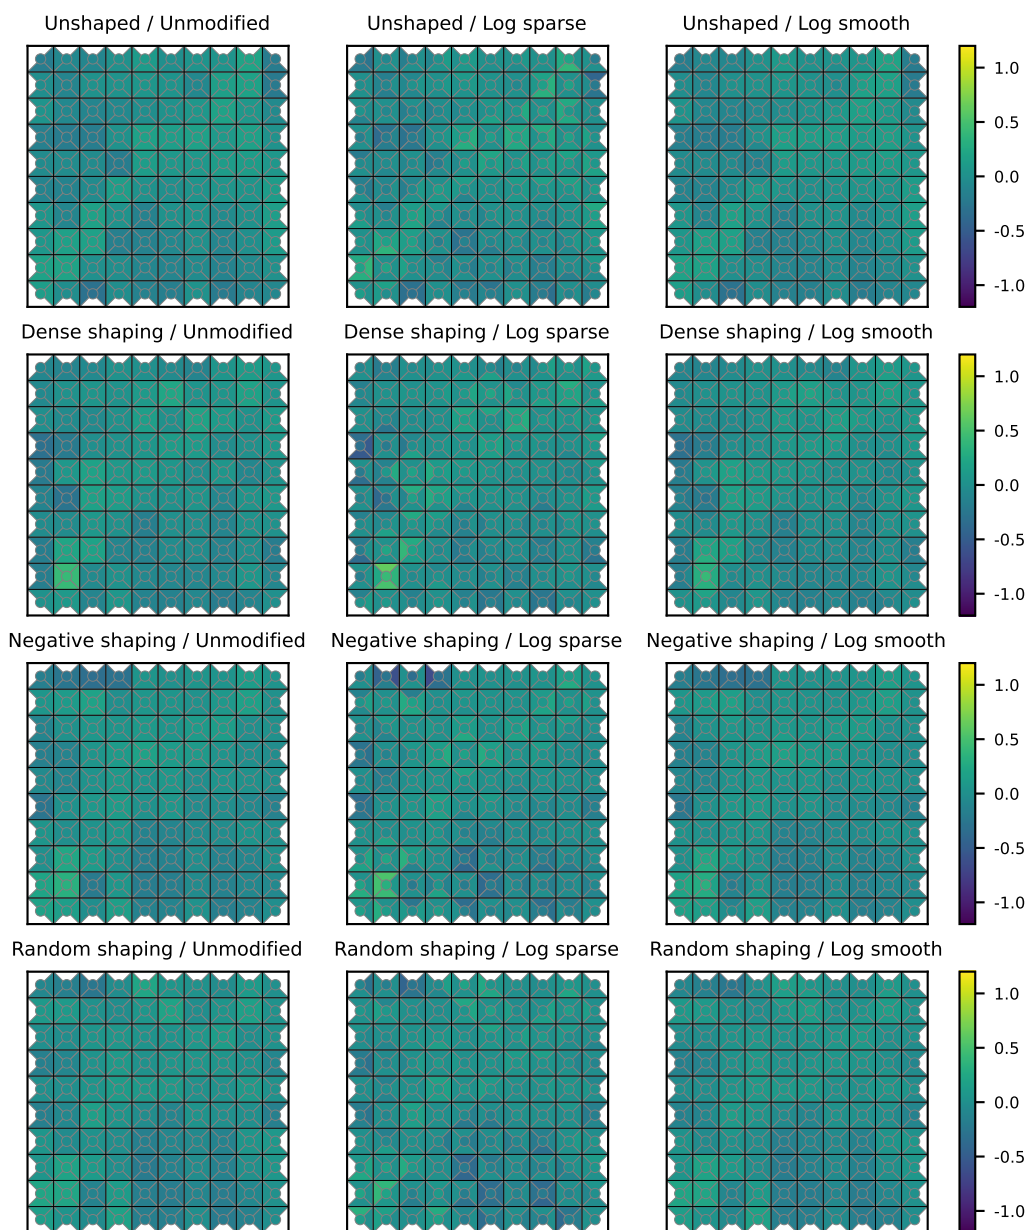 Unshaped / Unmodified
Unshaped / Log sparse
Unshaped / Log smooth
1.0
0.5
0.0
-0.5
-1.0
Dense shaping / Unmodified
Dense shaping / Log sparse
Dense shaping / Log smooth
1.0
0.5
0.0
-0.5
-1.0
Negative shaping / Unmodified
Negative shaping / Log sparse
Negative shaping / Log smooth
1.0
0.5
0.0
-0.5
-1.0
Random shaping / Unmodified
Random shaping / Log sparse
Random shaping / Log smooth
1.0
0.5
0.0
-0.5
-1.0